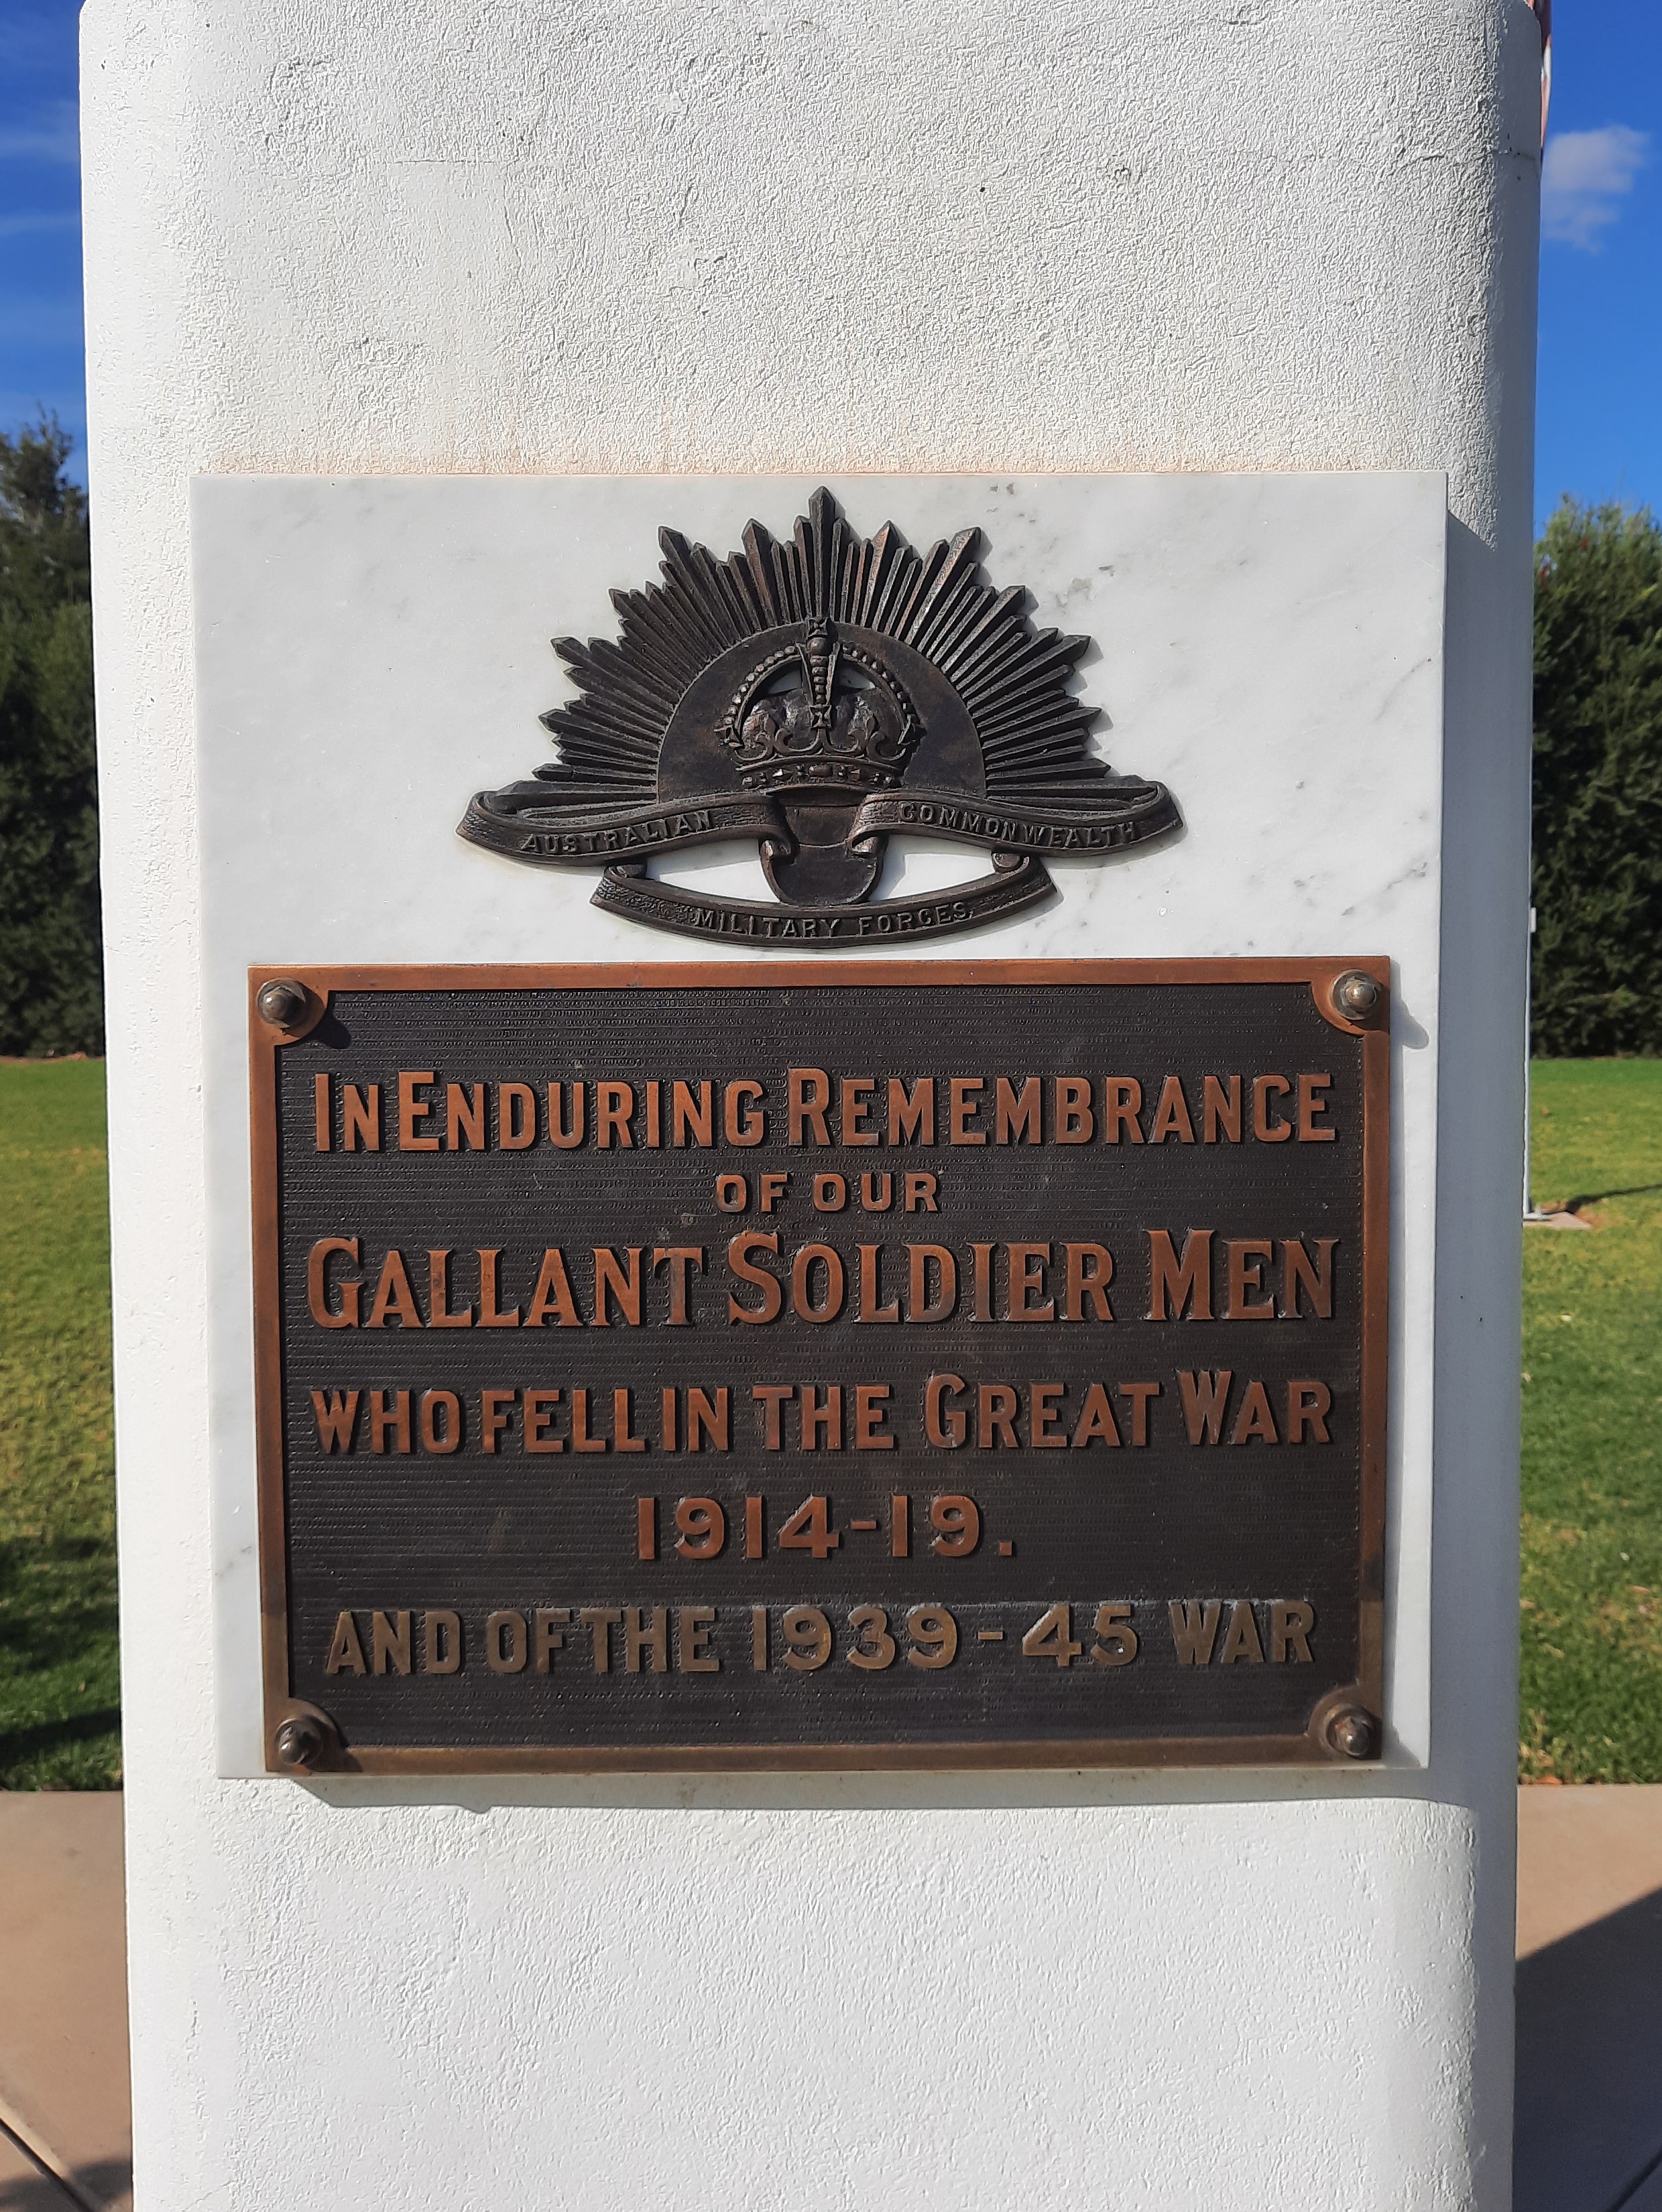 AUSTRALIAN COMMONWEALTH
MILITARY FORCES
IN ENDURING REMEMBRANCE
OF OUR
GALLANT SOLDIER MEN
WHO FELL IN THE GREAT WAR
1914-19.
AND OF THE 1939-45 WAR